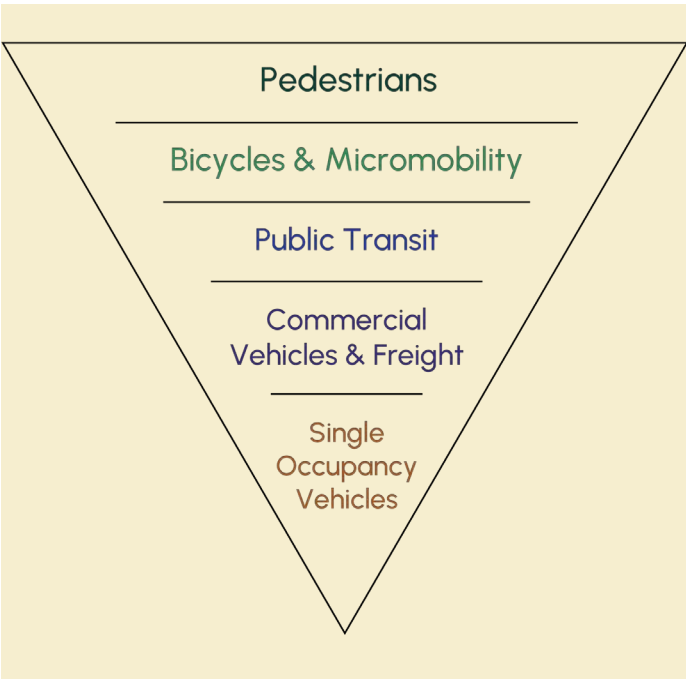 Pedestrians
Bicycles & Micromobility
Public Transit
Commercial
Vehicles & Freight
Single
Occupancy
Vehicles